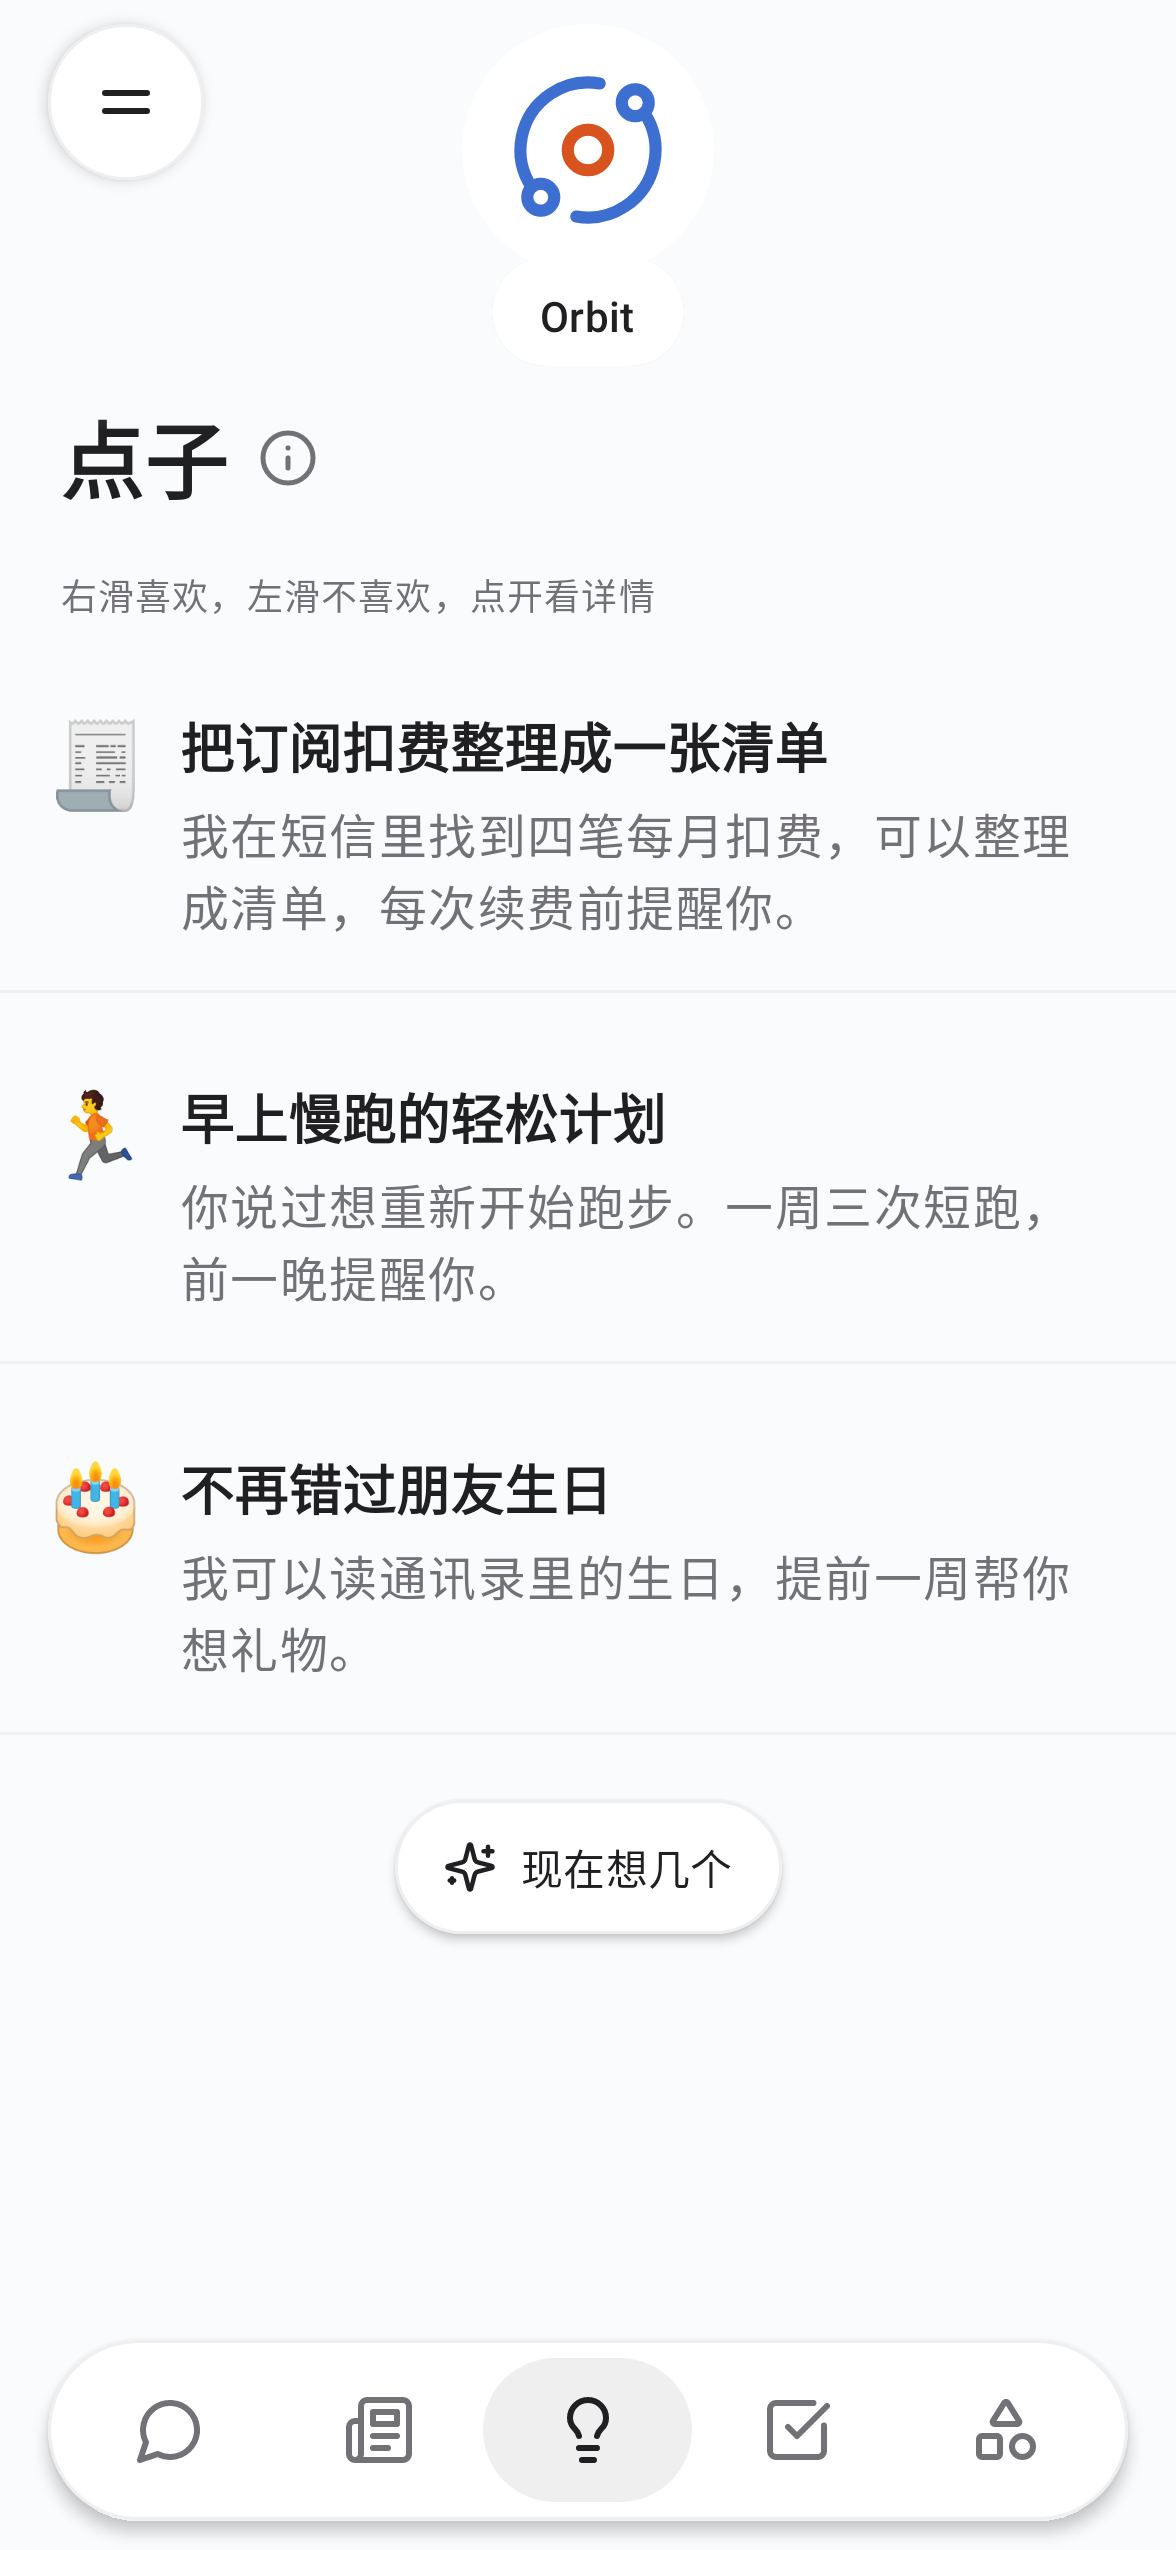 Orbit
点子
右滑喜欢，左滑不喜欢，点开看详情
把订阅扣费整理成一张清单
我在短信里找到四笔每月扣费，可以整理
成清单，每次续费前提醒你。
早上慢跑的轻松计划
你说过想重新开始跑步。一周三次短跑，
前一晚提醒你。
不再错过朋友生日
我可以读通讯录里的生日，提前一周帮你
想礼物。
现在想几个